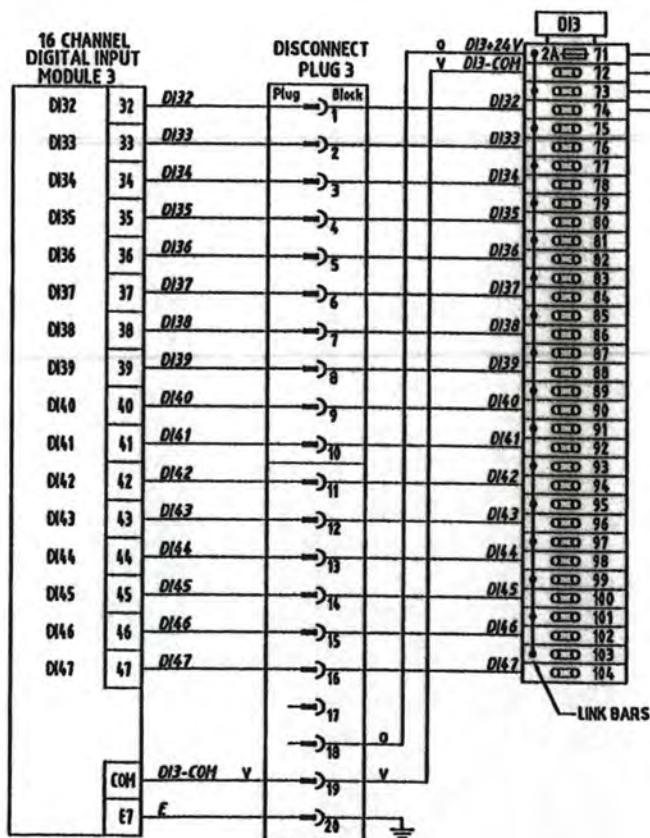 16 CHANNEL
DIGITAL INPUT
MODULE 3
DISCONNECT
PLUG 3
DI3
O DI3+24V 2A 71
V DI3-COM 72
Plug Block
73
DI32 32 DI32 1 DI32 74
75
DI33 33 DI33 2 DI33 76
77
DI34 34 DI34 3 DI34 78
79
DI35 35 DI35 4 DI35 80
81
DI36 36 DI36 5 DI36 82
83
DI37 37 DI37 6 DI37 84
85
DI38 38 DI38 7 DI38 86
87
DI39 39 DI39 8 DI39 88
89
DI40 40 DI40 9 DI40 90
91
DI41 41 DI41 10 DI41 92
93
DI42 42 DI42 11 DI42 94
95
DI43 43 DI43 12 DI43 96
97
DI44 44 DI44 13 DI44 98
99
DI45 45 DI45 14 DI45 100
101
DI46 46 DI46 15 DI46 102
103
DI47 47 DI47 16 DI47 104
17
LINK BARS
18 O
COM DI3-COM V 19 V
E7 E 20